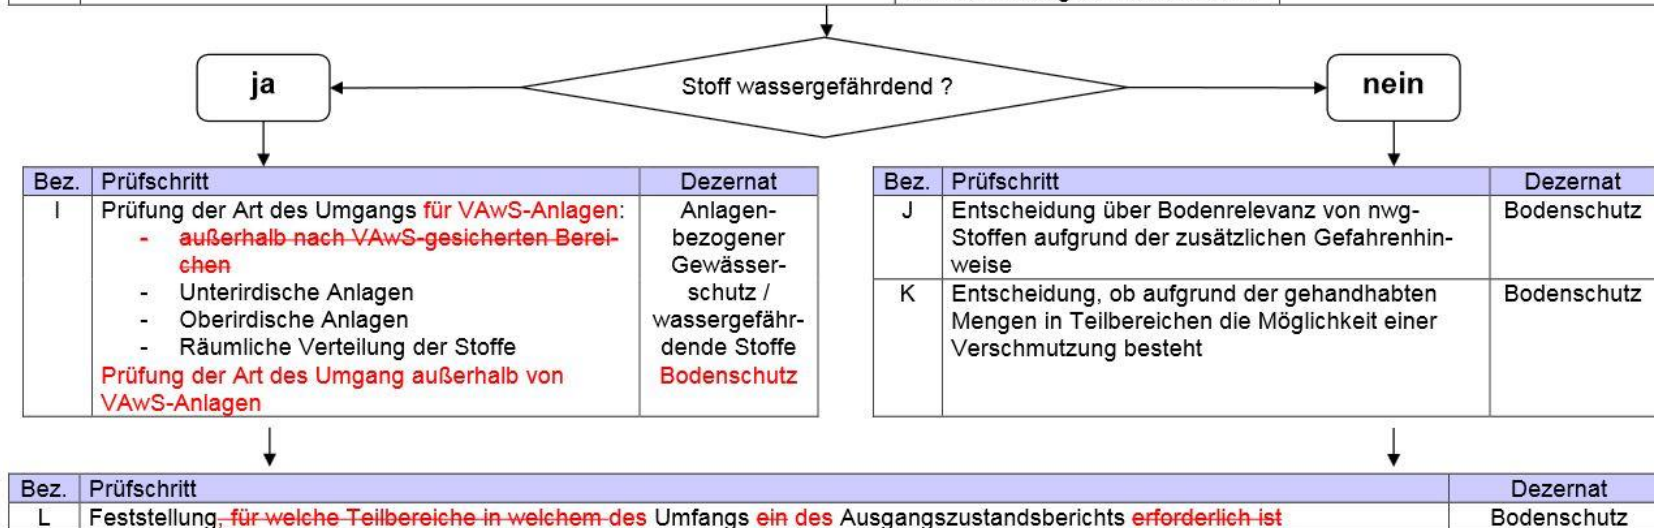 Stoff wassergefährdend ?
ja
nein
Bez. Prüfschritt Dezernat
I Prüfung der Art des Umgangs für VAwS-Anlagen: Anlagen-
- außerhalb nach VAwS-gesicherten Berei- bezogener
chen Gewässer-
- Unterirdische Anlagen schutz /
- Oberirdische Anlagen wassergefähr-
- Räumliche Verteilung der Stoffe dende Stoffe
Prüfung der Art des Umgang außerhalb von Bodenschutz
VAwS-Anlagen
Bez. Prüfschritt Dezernat
J Entscheidung über Bodenrelevanz von nwg- Bodenschutz
Stoffen aufgrund der zusätzlichen Gefahrenhin-
weise
K Entscheidung, ob aufgrund der gehandhabten Bodenschutz
Mengen in Teilbereichen die Möglichkeit einer
Verschmutzung besteht
Bez. Prüfschritt Dezernat
L Feststellung, für welche Teilbereiche in welchem des Umfangs ein des Ausgangszustandsberichts erforderlich ist Bodenschutz